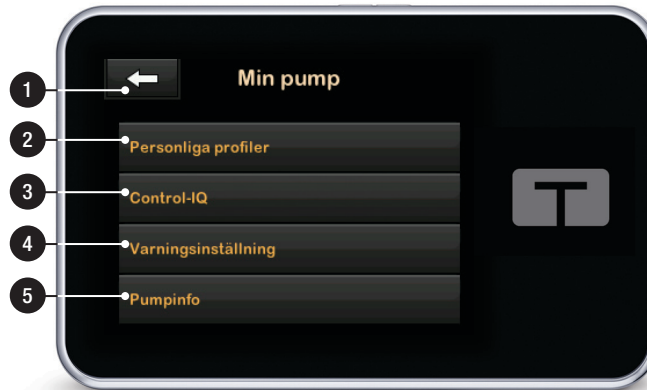 Min pump
1
2 Personliga profiler
3 Control-IQ
4 Varningsinställning
5 Pumpinfo